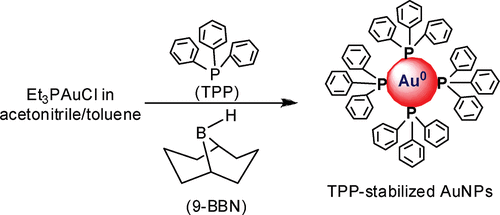 Et₃PAuCl in
acetonitrile/toluene
P
(TPP)
H
B
(9-BBN)
P
P
Au⁰
P
P
TPP-stabilized AuNPs